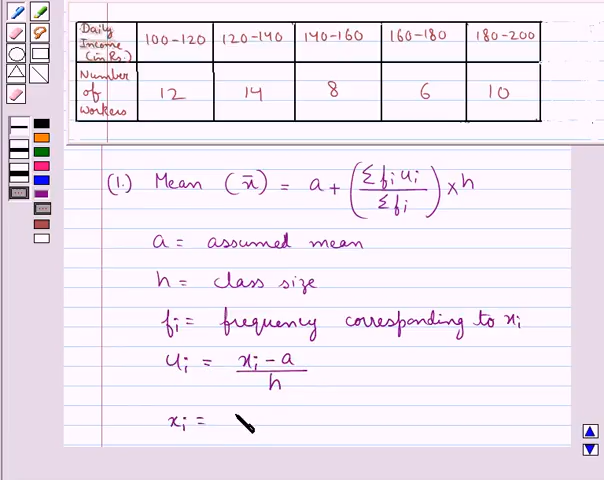 Daily Income (in Rs.) 100-120 120-140 140-160 160-180 180-200
Number of workers 12 14 8 6 10
(1.) Mean (x̄) = a + (Σfᵢuᵢ / Σfᵢ) × h
a = assumed mean
h = class size
fᵢ = frequency corresponding to xᵢ
uᵢ = xᵢ - a / h
xᵢ =